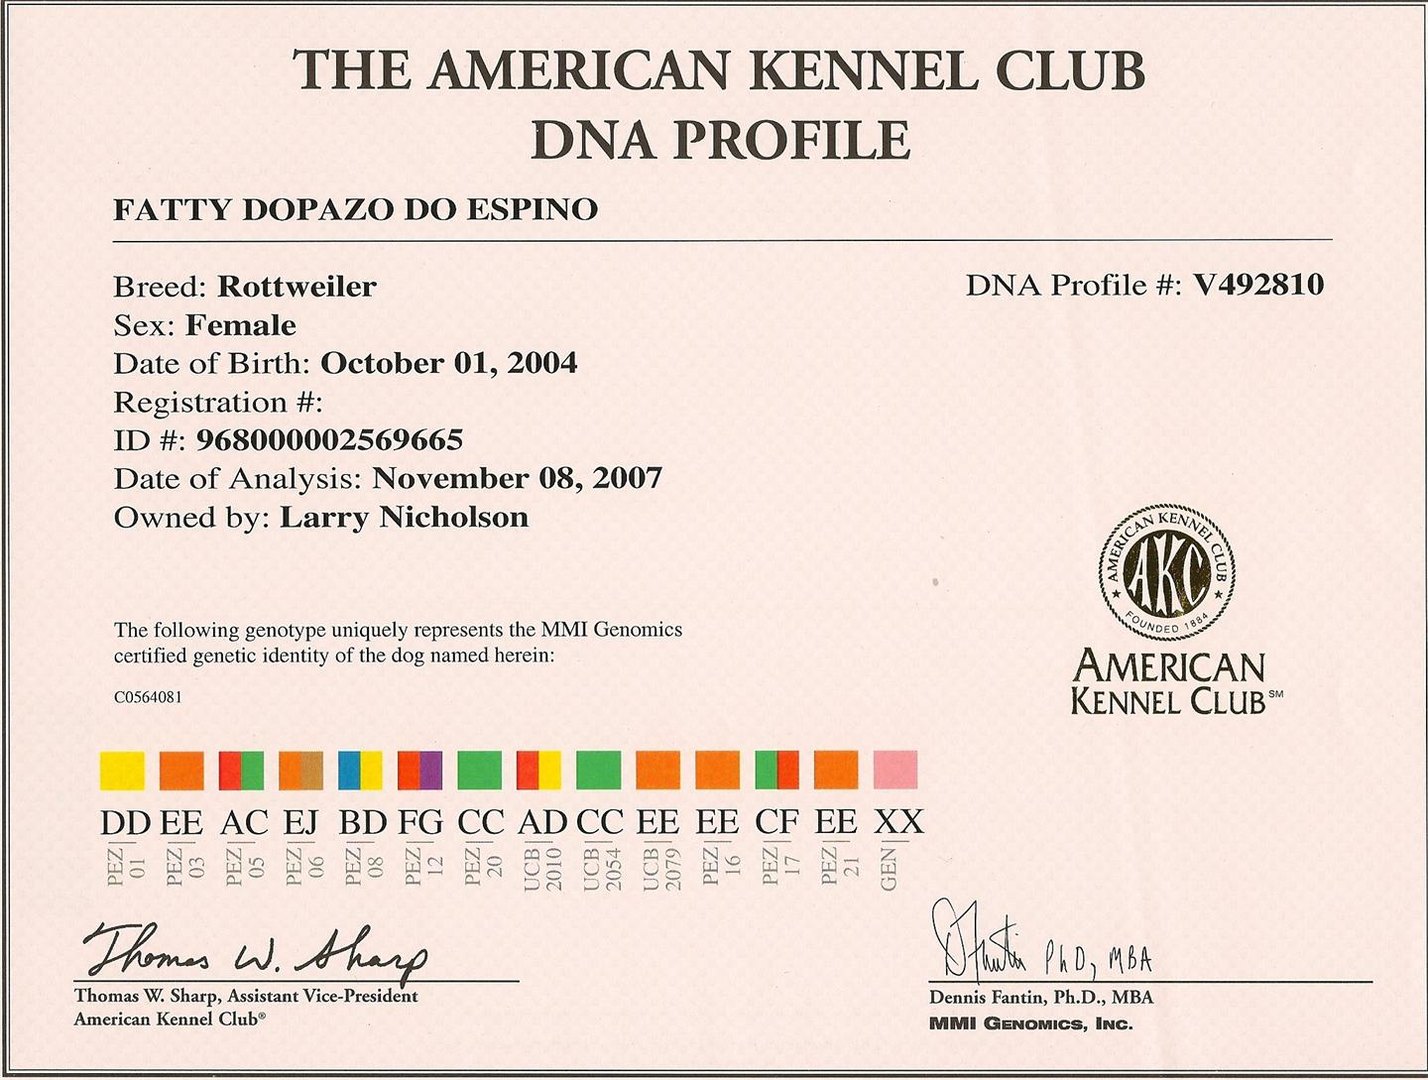 THE AMERICAN KENNEL CLUB
DNA PROFILE
FATTY DOPAZO DO ESPINO
Breed: Rottweiler
DNA Profile #: V492810
Sex: Female
Date of Birth: October 01, 2004
Registration #:
ID #: 968000002569665
Date of Analysis: November 08, 2007
Owned by: Larry Nicholson
AMERICAN KENNEL CLUB
AKC
FOUNDED 1884
AMERICAN
KENNEL CLUB℠
The following genotype uniquely represents the MMI Genomics
certified genetic identity of the dog named herein:
C0564081
DD EE AC EJ BD FG CC AD CC EE EE CF EE XX
PEZ 01 PEZ 03 PEZ 05 PEZ 06 PEZ 08 PEZ 12 PEZ 20 UCB 2010 UCB 2054 UCB 2079 PEZ 16 PEZ 17 PEZ 21 GEN
Thomas W. Sharp
Thomas W. Sharp, Assistant Vice-President
American Kennel Club®
D Fantin PhD, MBA
Dennis Fantin, Ph.D., MBA
MMI GENOMICS, INC.